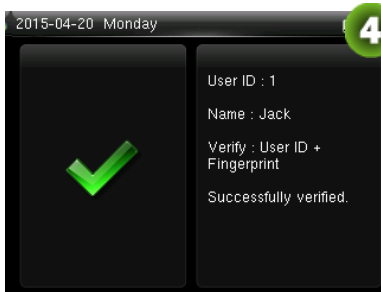 2015-04-20 Monday
4
User ID : 1
Name : Jack
Verify : User ID +
Fingerprint
Successfully verified.